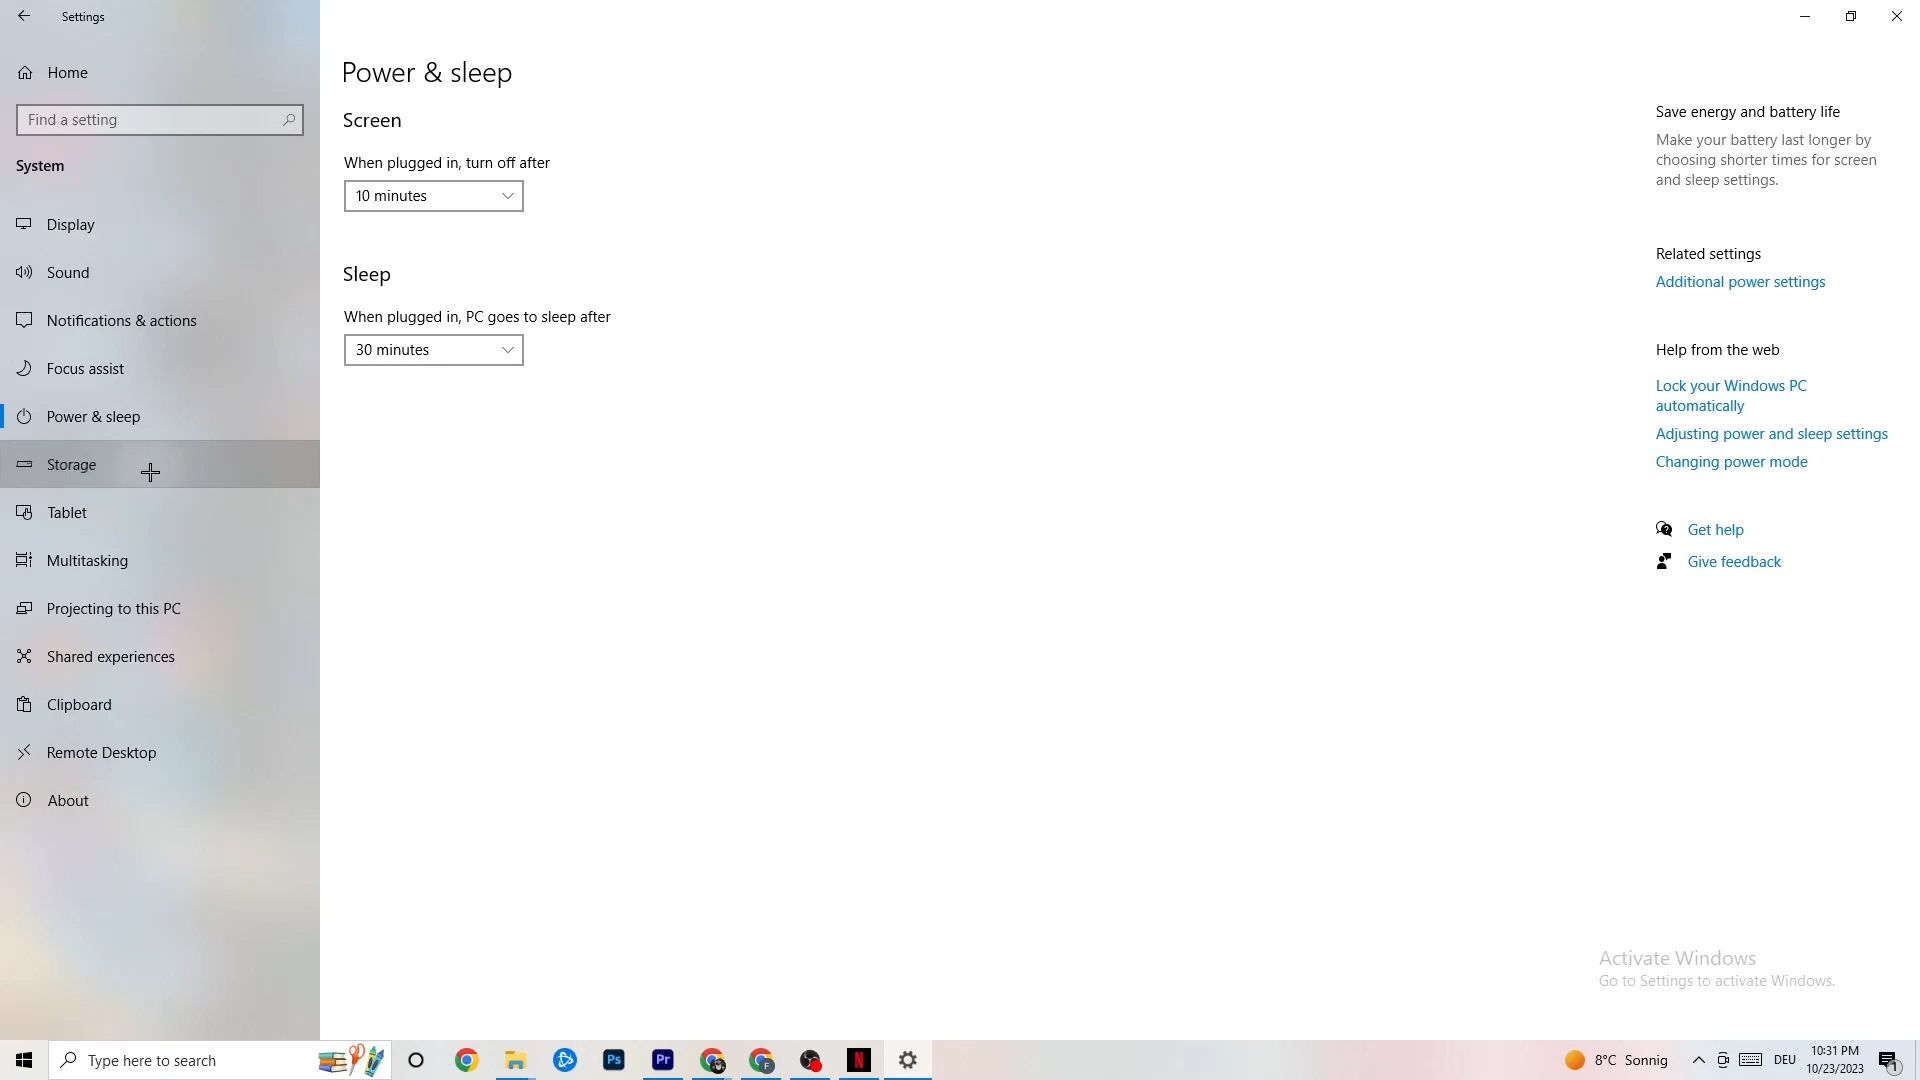 Settings
Home
Find a setting
System
Display
Sound
Notifications & actions
Focus assist
Power & sleep
Storage
Tablet
Multitasking
Projecting to this PC
Shared experiences
Clipboard
Remote Desktop
About
Power & sleep
Screen
When plugged in, turn off after
10 minutes
Sleep
When plugged in, PC goes to sleep after
30 minutes
Save energy and battery life
Make your battery last longer by
choosing shorter times for screen
and sleep settings.
Related settings
Additional power settings
Help from the web
Lock your Windows PC
automatically
Adjusting power and sleep settings
Changing power mode
Get help
Give feedback
Activate Windows
Go to Settings to activate Windows.
Type here to search
Ps
Pr
F
N
8°C Sonnig
DEU
10:31 PM
10/23/2023
1